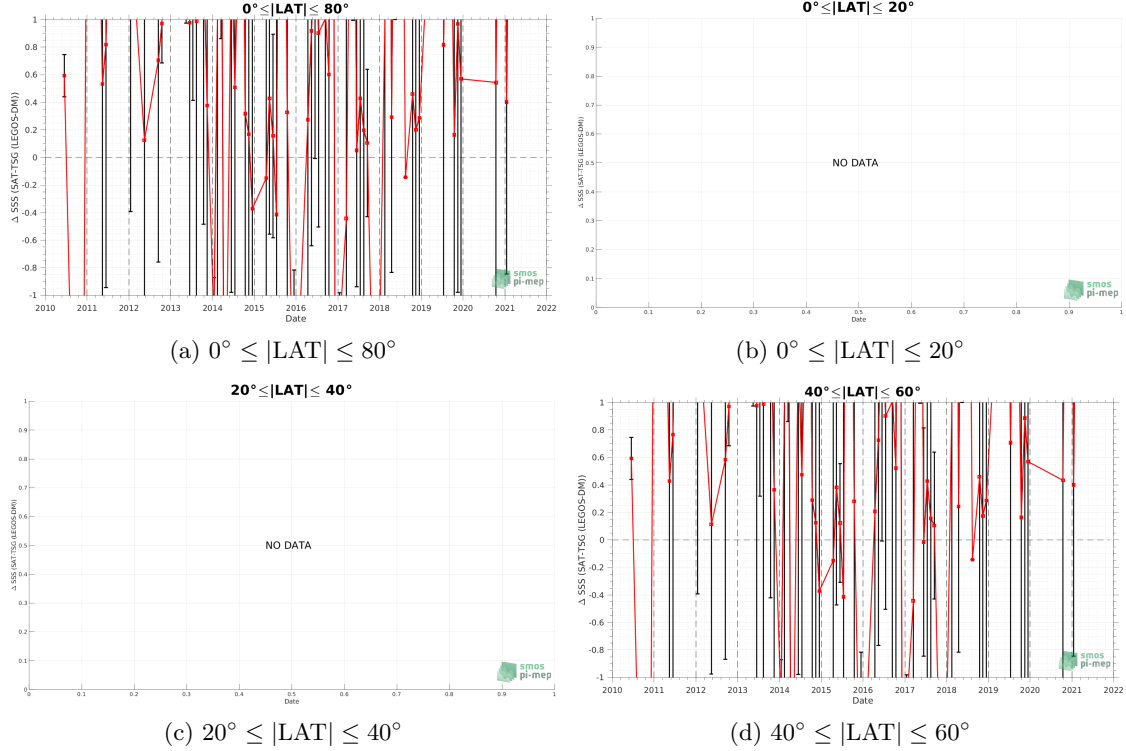 0°≤|LAT|≤ 80°
Δ SSS (SAT-TSG (LEGOS-DM))
1
0.8
0.6
0.4
0.2
0
-0.2
-0.4
-0.6
-0.8
-1
2010 2011 2012 2013 2014 2015 2016 2017 2018 2019 2020 2021 2022
Date
smos
pi-mep
(a) 0° ≤ |LAT| ≤ 80°
0°≤|LAT|≤ 20°
Δ SSS (SAT-TSG (LEGOS-DM))
1
0.9
0.8
0.7
0.6
0.5
0.4
0.3
0.2
0.1
0
NO DATA
0 0.1 0.2 0.3 0.4 0.5 0.6 0.7 0.8 0.9 1
Date
smos
pi-mep
(b) 0° ≤ |LAT| ≤ 20°
20°≤|LAT|≤ 40°
Δ SSS (SAT-TSG (LEGOS-DM))
1
0.9
0.8
0.7
0.6
0.5
0.4
0.3
0.2
0.1
0
NO DATA
0 0.1 0.2 0.3 0.4 0.5 0.6 0.7 0.8 0.9 1
Date
smos
pi-mep
(c) 20° ≤ |LAT| ≤ 40°
40°≤|LAT|≤ 60°
Δ SSS (SAT-TSG (LEGOS-DM))
1
0.8
0.6
0.4
0.2
0
-0.2
-0.4
-0.6
-0.8
-1
2010 2011 2012 2013 2014 2015 2016 2017 2018 2019 2020 2021 2022
Date
smos
pi-mep
(d) 40° ≤ |LAT| ≤ 60°